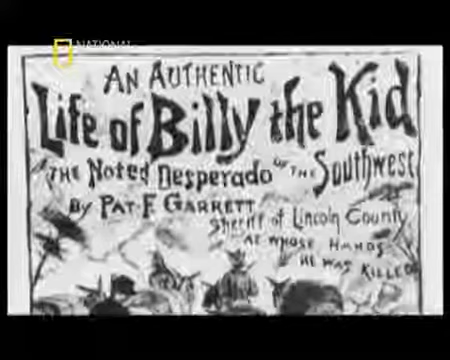 NATIONAL
AN AUTHENTIC
Life of Billy the Kid
THE Noted Desperado OF THE Southwest
By PAT. F. GARRETT
Sheriff of Lincoln County
AT WHOSE HANDS
HE WAS KILLED